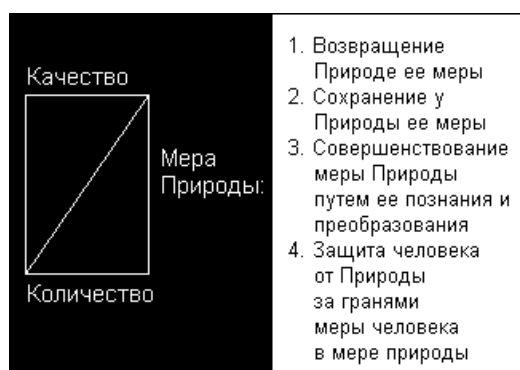 Качество
Мера
Природы:
Количество
1. Возвращение
Природе ее меры
2. Сохранение у
Природы ее меры
3. Совершенствование
меры Природы
путем ее познания и
преобразования
4. Защита человека
от Природы
за гранями
меры человека
в мере природы